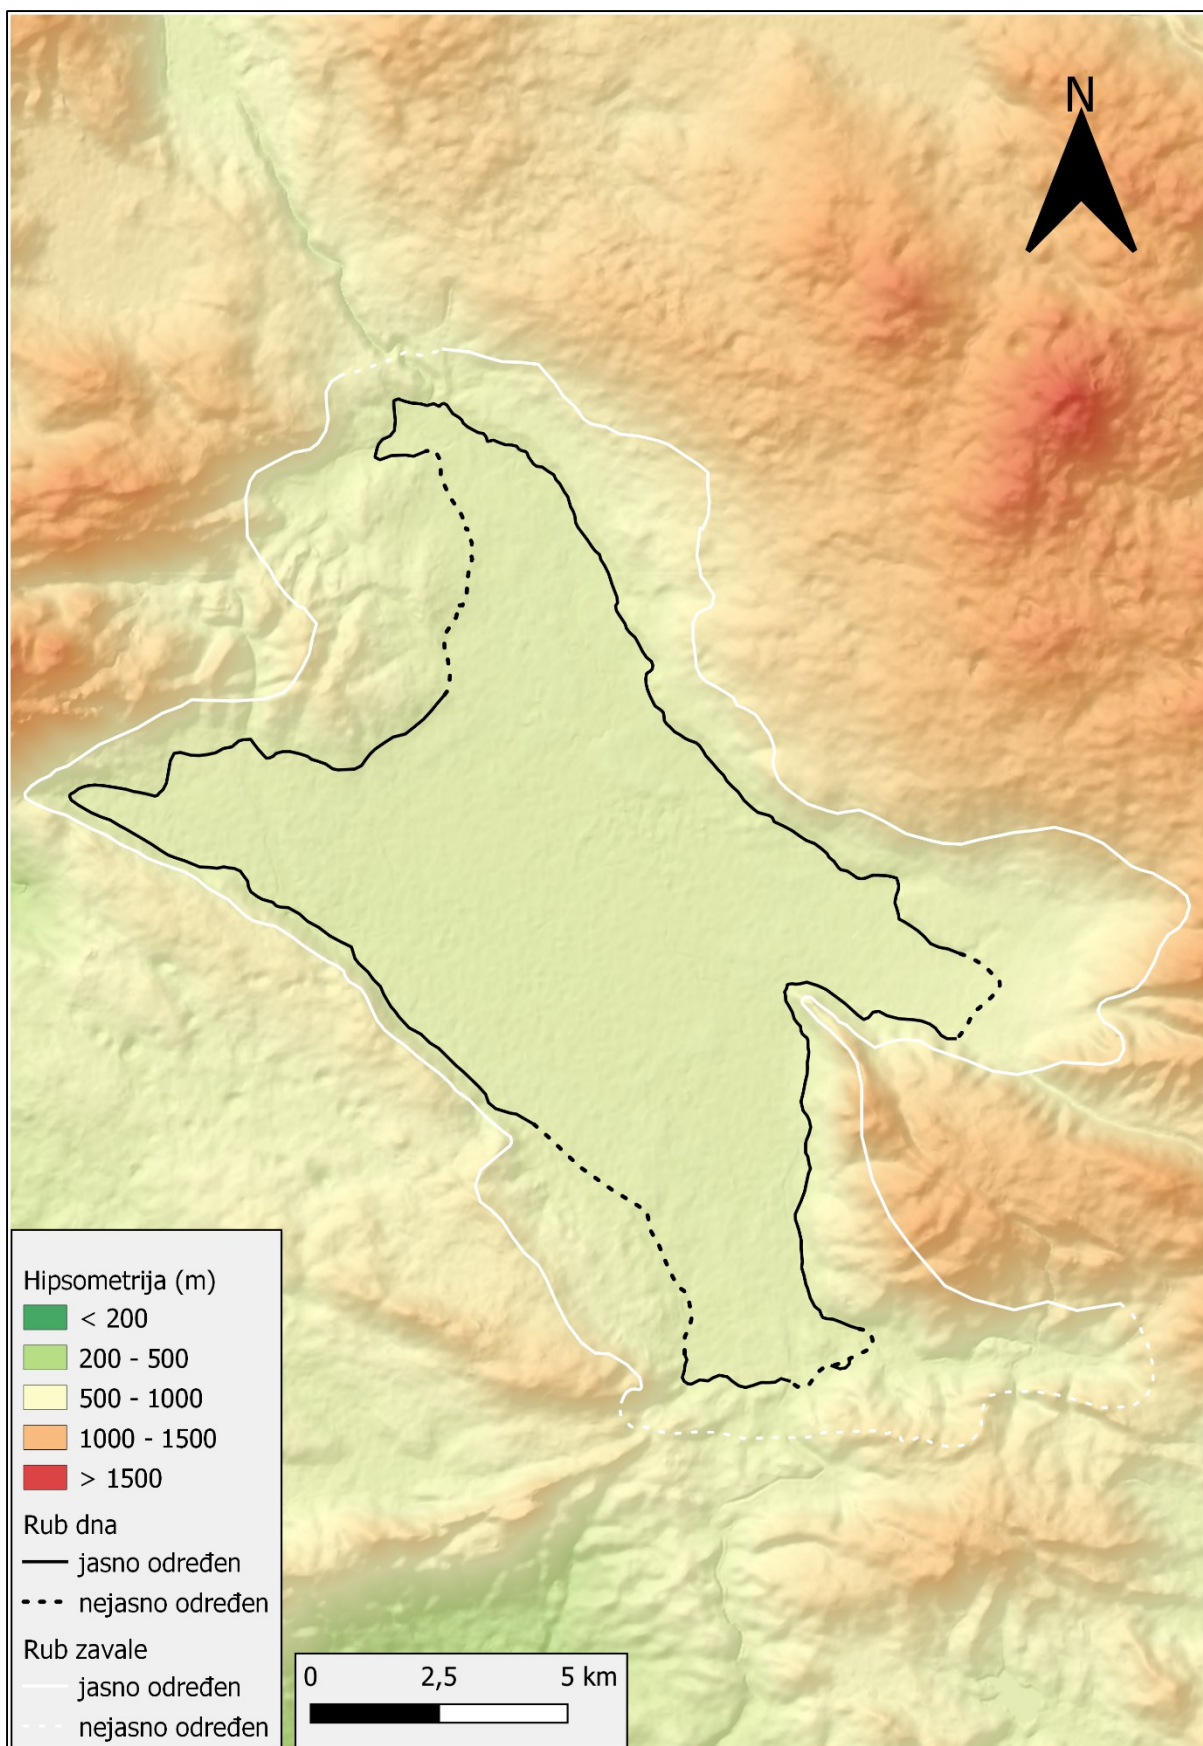 N
Hipsometrija (m)
< 200
200 - 500
500 - 1000
1000 - 1500
> 1500
Rub dna
jasno određen
nejasno određen
Rub zavale
jasno određen
nejasno određen
0 2,5 5 km